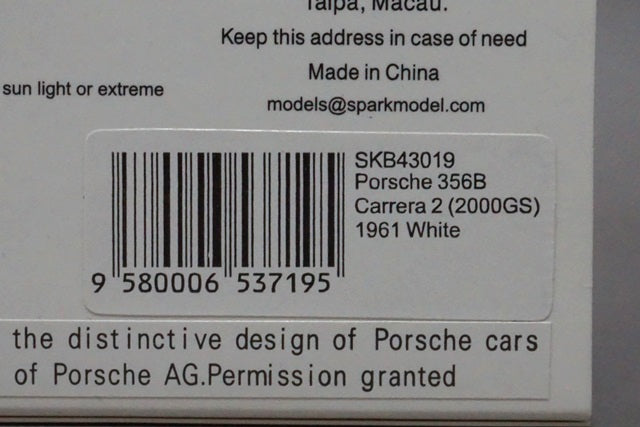 Taipa, Macau.
Keep this address in case of need
Made in China
sun light or extreme
models@sparkmodel.com
SKB43019
Porsche 356B
Carrera 2 (2000GS)
1961 White
9 580006 537195
the distinctive design of Porsche cars
of Porsche AG.Permission granted